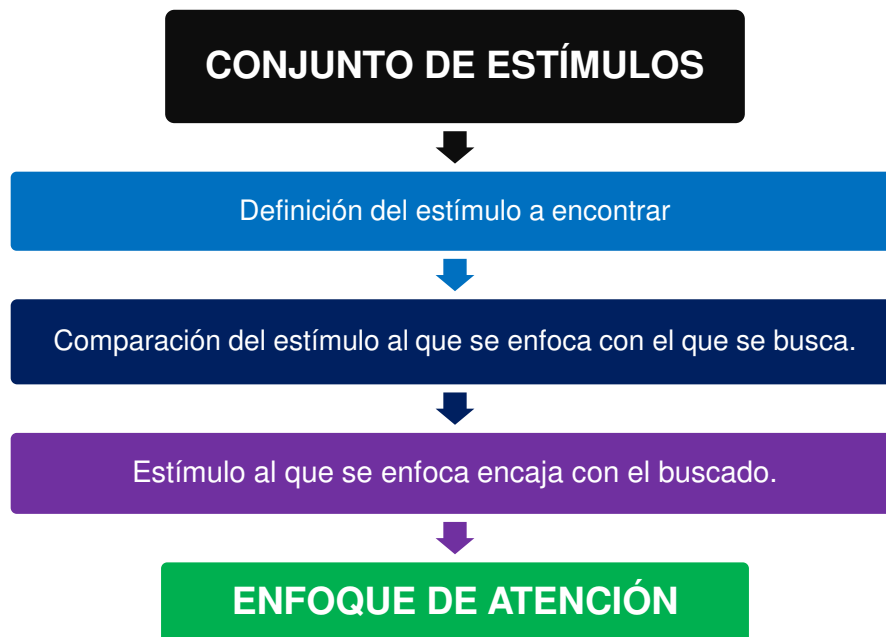 CONJUNTO DE ESTÍMULOS
Definición del estímulo a encontrar
Comparación del estímulo al que se enfoca con el que se busca.
Estímulo al que se enfoca encaja con el buscado.
ENFOQUE DE ATENCIÓN